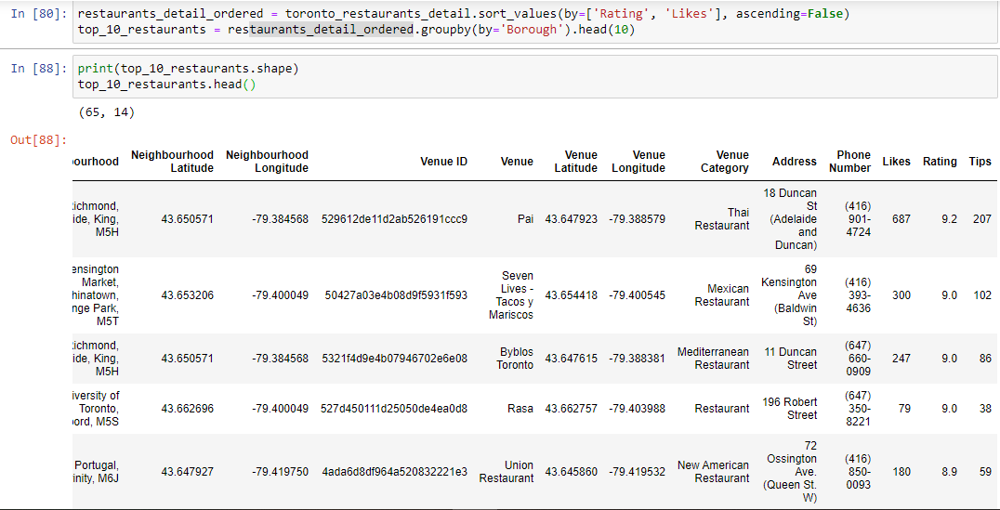 In [80]: restaurants_detail_ordered = toronto_restaurants_detail.sort_values(by=['Rating', 'Likes'], ascending=False)
top_10_restaurants = restaurants_detail_ordered.groupby(by='Borough').head(10)
In [88]: print(top_10_restaurants.shape)
top_10_restaurants.head()
(65, 14)
Out[88]:
ourhood Neighbourhood Latitude Neighbourhood Longitude Venue ID Venue Venue Latitude Venue Longitude Venue Category Address Phone Number Likes Rating Tips
ichmond, ide, King, M5H 43.650571 -79.384568 529612de11d2ab526191ccc9 Pai 43.647923 -79.388579 Thai Restaurant 18 Duncan St (Adelaide and Duncan) (416) 901-4724 687 9.2 207
ensington Market, hinatown, nge Park, M5T 43.653206 -79.400049 50427a03e4b08d9f5931f593 Seven Lives - Tacos y Mariscos 43.654418 -79.400545 Mexican Restaurant 69 Kensington Ave (Baldwin St) (416) 393-4636 300 9.0 102
ichmond, ide, King, M5H 43.650571 -79.384568 5321f4d9e4b07946702e6e08 Byblos Toronto 43.647615 -79.388381 Mediterranean Restaurant 11 Duncan Street (647) 660-0909 247 9.0 86
iversity of Toronto, ord, M5S 43.662696 -79.400049 527d450111d25050de4ea0d8 Rasa 43.662757 -79.403988 Restaurant 196 Robert Street (647) 350-8221 79 9.0 38
Portugal, inity, M6J 43.647927 -79.419750 4ada6d8df964a520832221e3 Union Restaurant 43.645860 -79.419532 New American Restaurant 72 Ossington Ave. (Queen St. W) (416) 850-0093 180 8.9 59